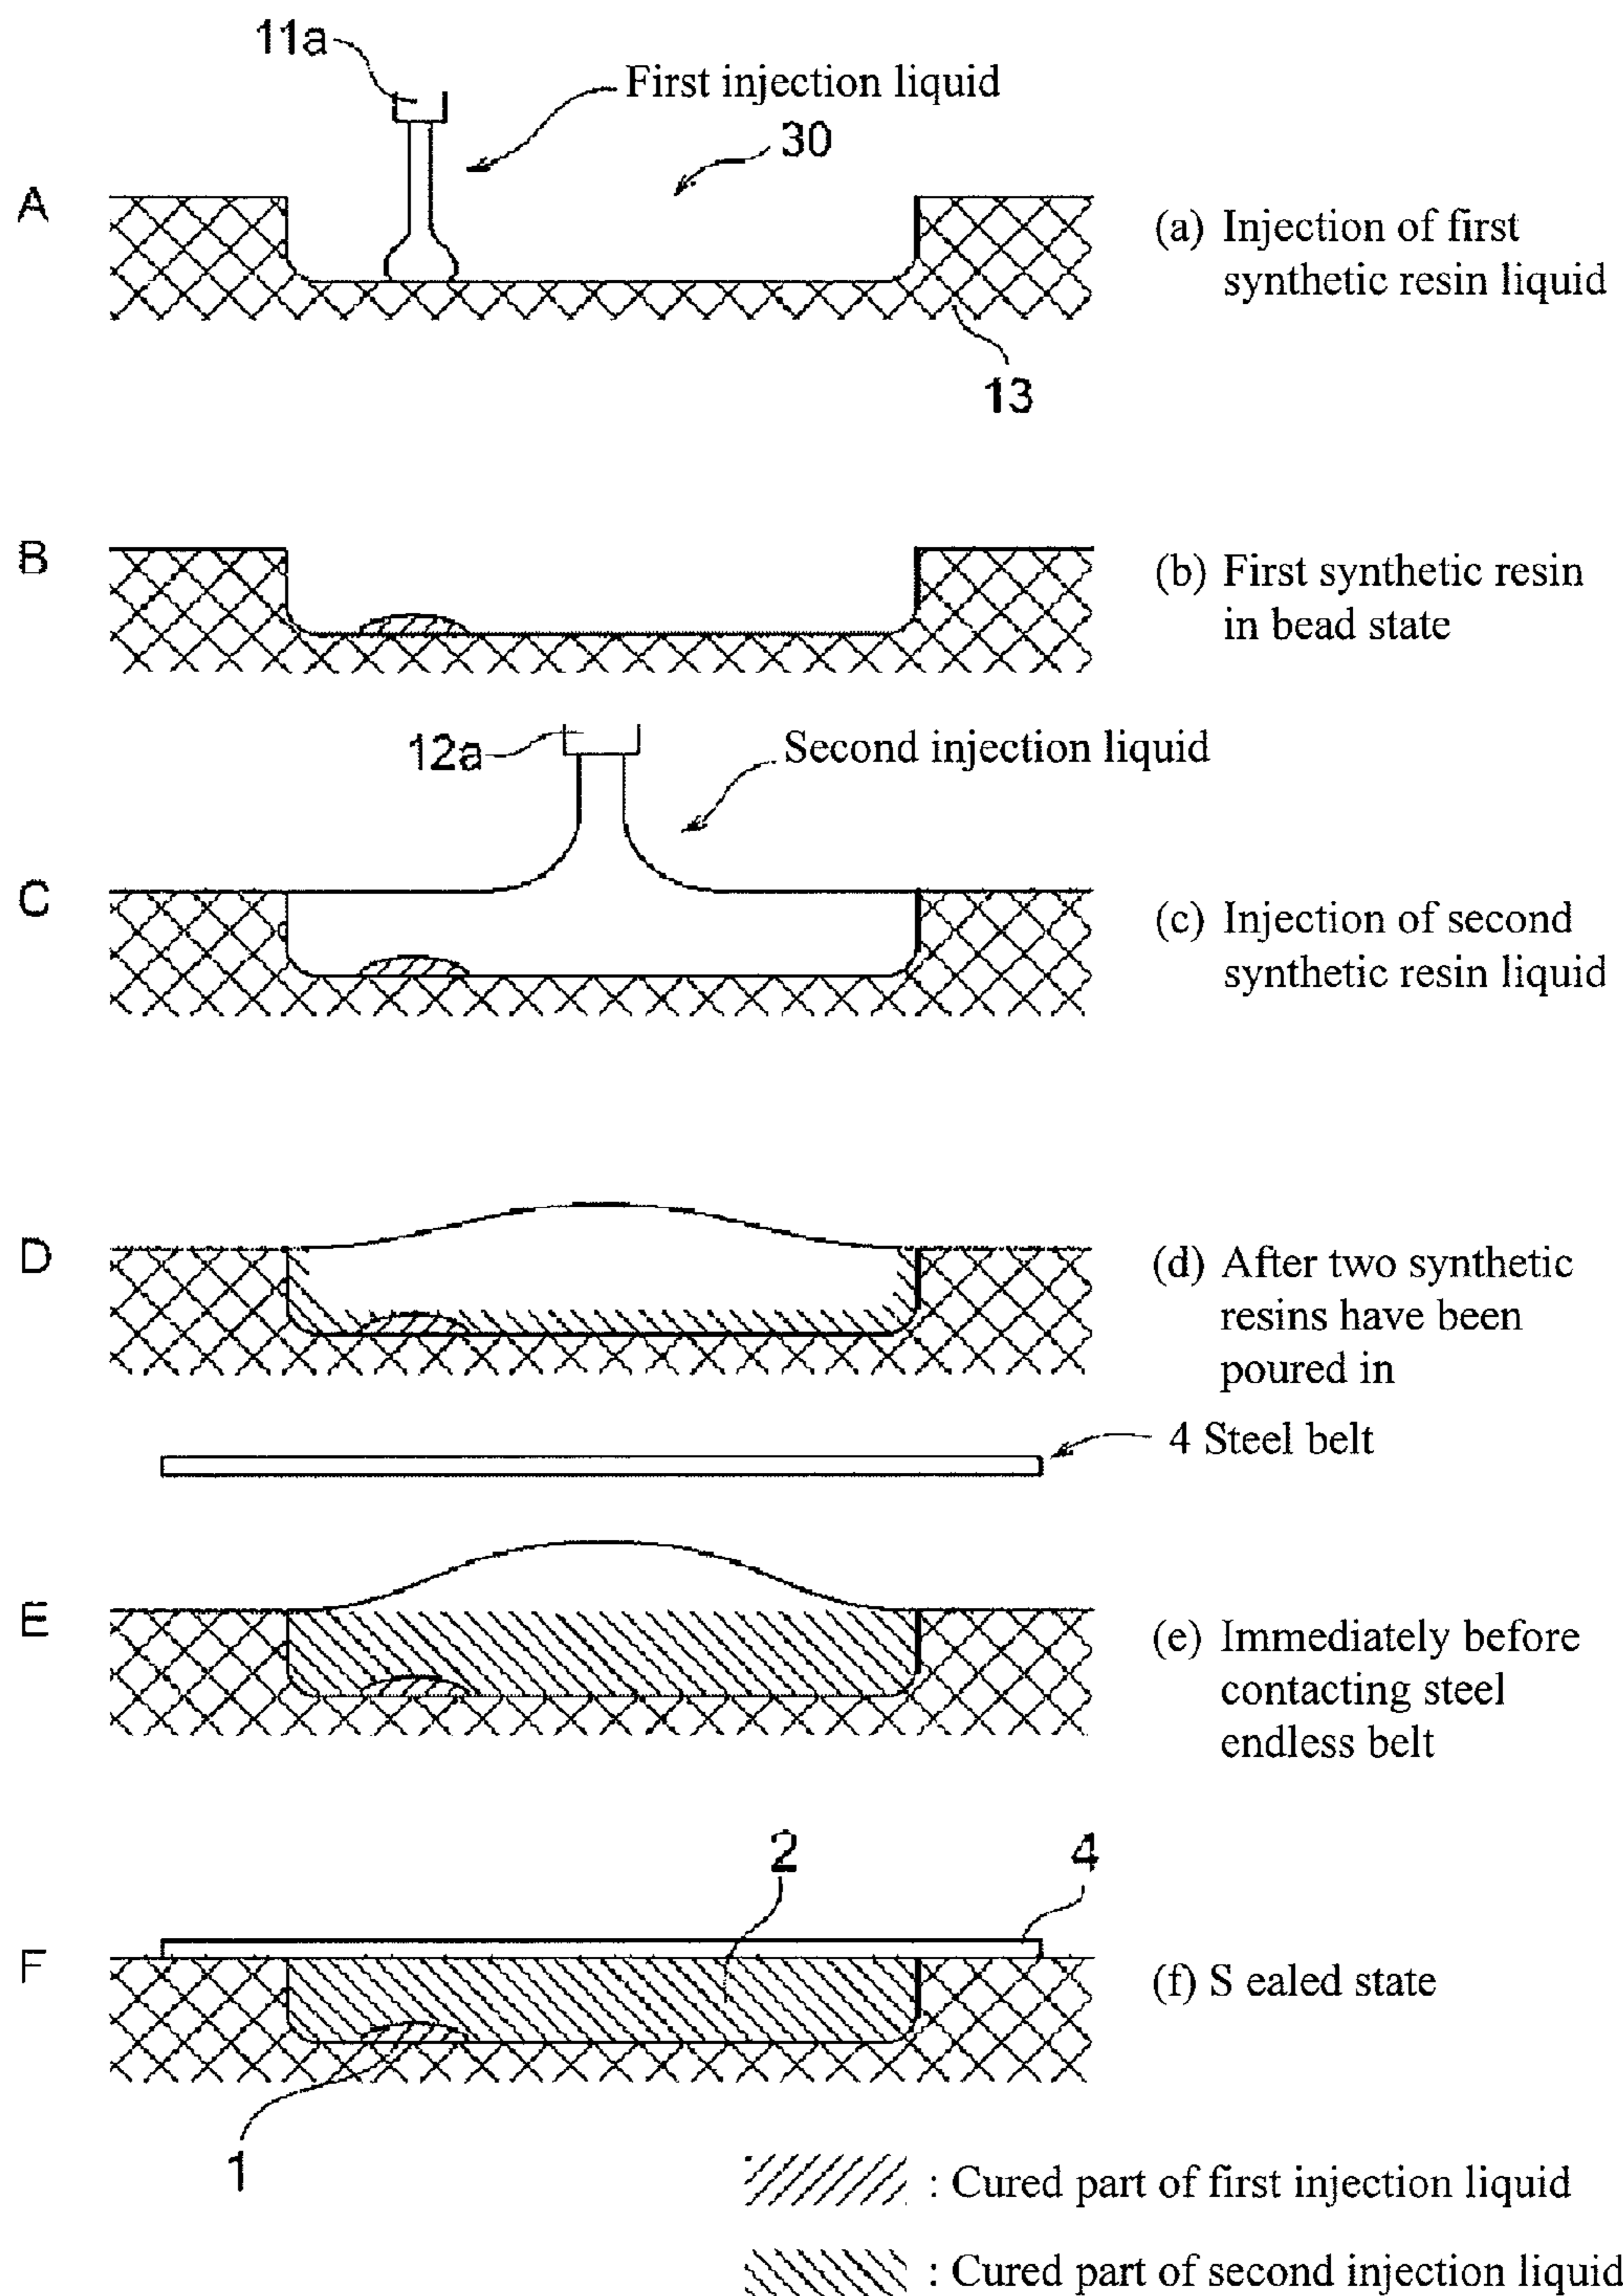 11a
First injection liquid
30
A
(a) Injection of first
synthetic resin liquid
13
B
(b) First synthetic resin
in bead state
12a
Second injection liquid
C
(c) Injection of second
synthetic resin liquid
D
(d) After two synthetic
resins have been
poured in
4 Steel belt
E
(e) Immediately before
contacting steel
endless belt
2
4
F
(f) S ealed state
1
: Cured part of first injection liquid
: Cured part of second injection liquid